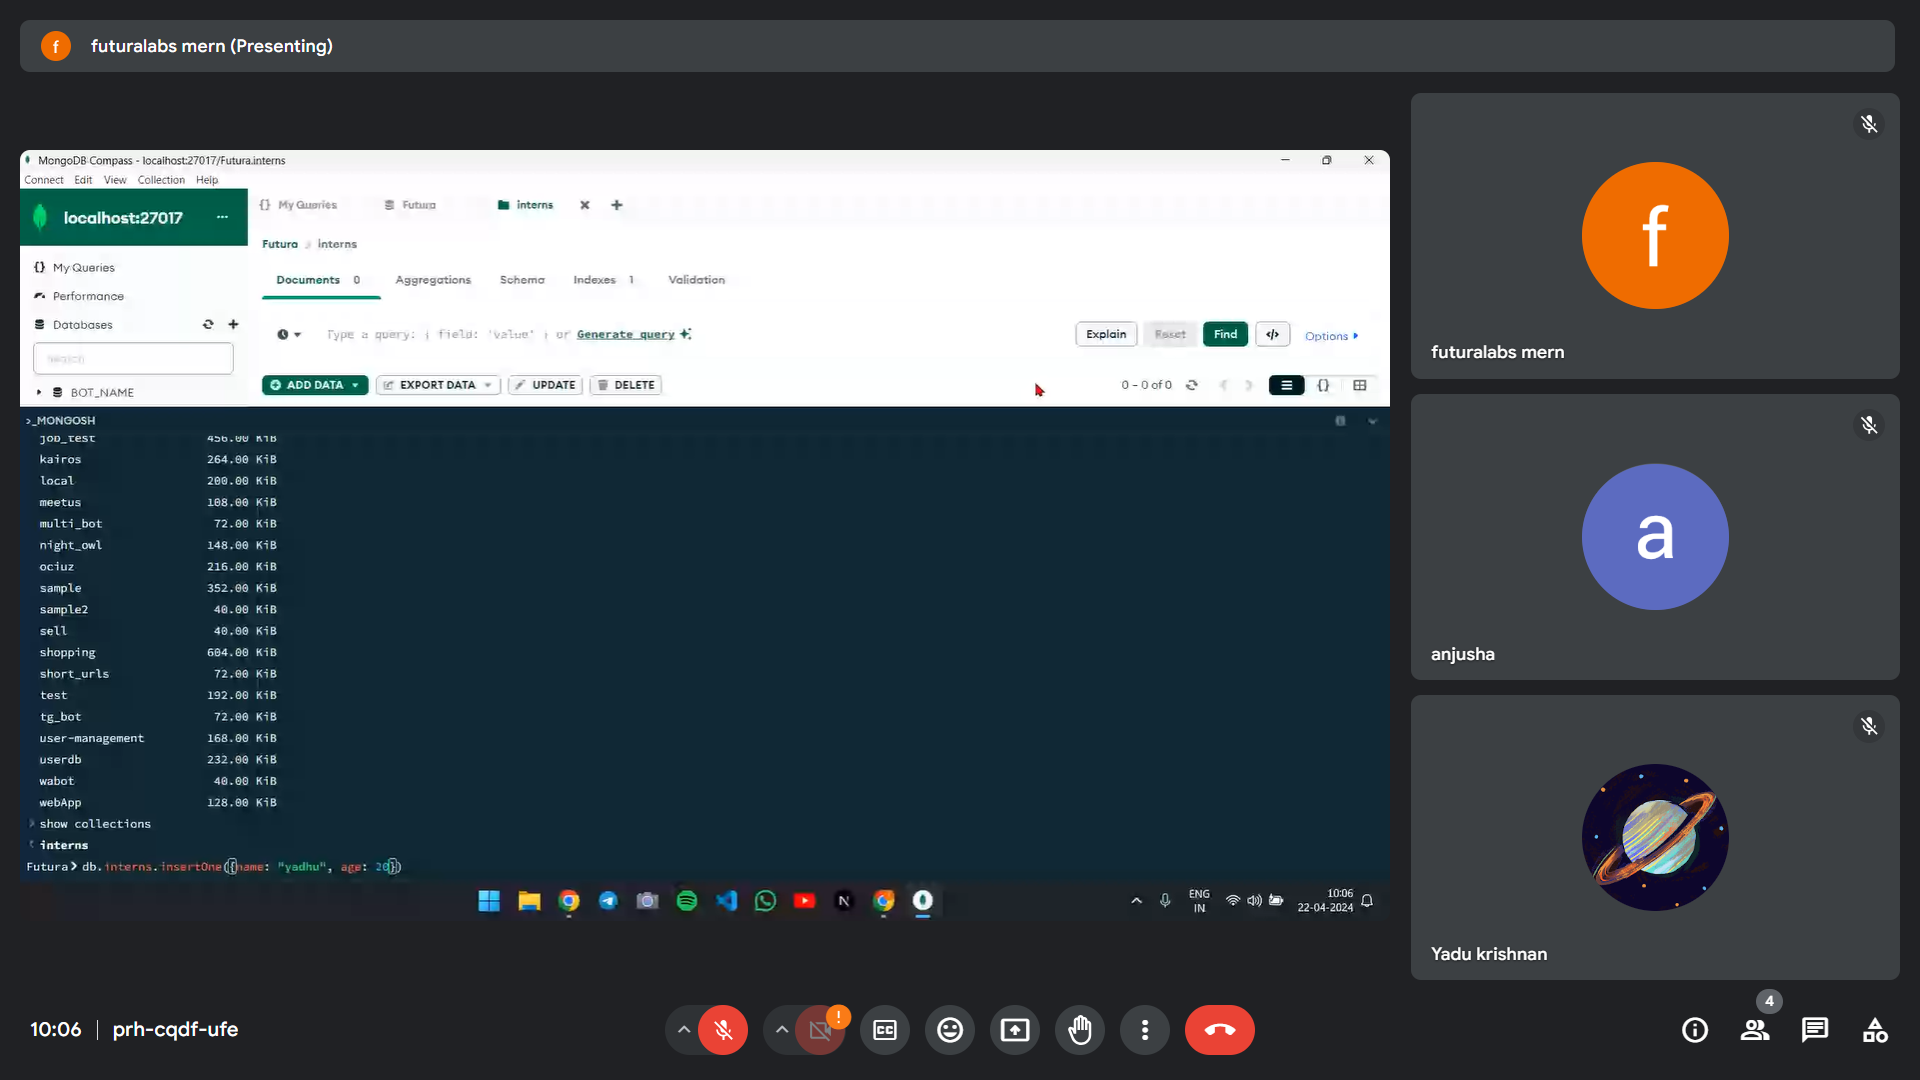 f futuralabs mern (Presenting)
MongoDB Compass - localhost:27017/Futura.interns
Connect Edit View Collection Help
localhost:27017 ...
{} My Queries Futura interns
Futura interns
{} My Queries
Performance
Databases
Search
BOT_NAME
Documents 0 Aggregations Schema Indexes 1 Validation
Type a query: { field: 'value' } or Generate query
Explain Reset Find </> Options
ADD DATA EXPORT DATA UPDATE DELETE
0 – 0 of 0 {}
>_MONGOSH
job_test 456.00 KiB
kairos 264.00 KiB
local 200.00 KiB
meetus 108.00 KiB
multi_bot 72.00 KiB
night_owl 148.00 KiB
ociuz 216.00 KiB
sample 352.00 KiB
sample2 40.00 KiB
sell 40.00 KiB
shopping 604.00 KiB
short_urls 72.00 KiB
test 192.00 KiB
tg_bot 72.00 KiB
user-management 168.00 KiB
userdb 232.00 KiB
wabot 40.00 KiB
webApp 128.00 KiB
> show collections
< interns
Futura> db.interns.insertOne({name: "yadhu", age: 20})
N
ENG
IN
10:06
22-04-2024
f
futuralabs mern
a
anjusha
Yadu krishnan
10:06 | prh-cqdf-ufe
!
CC
4